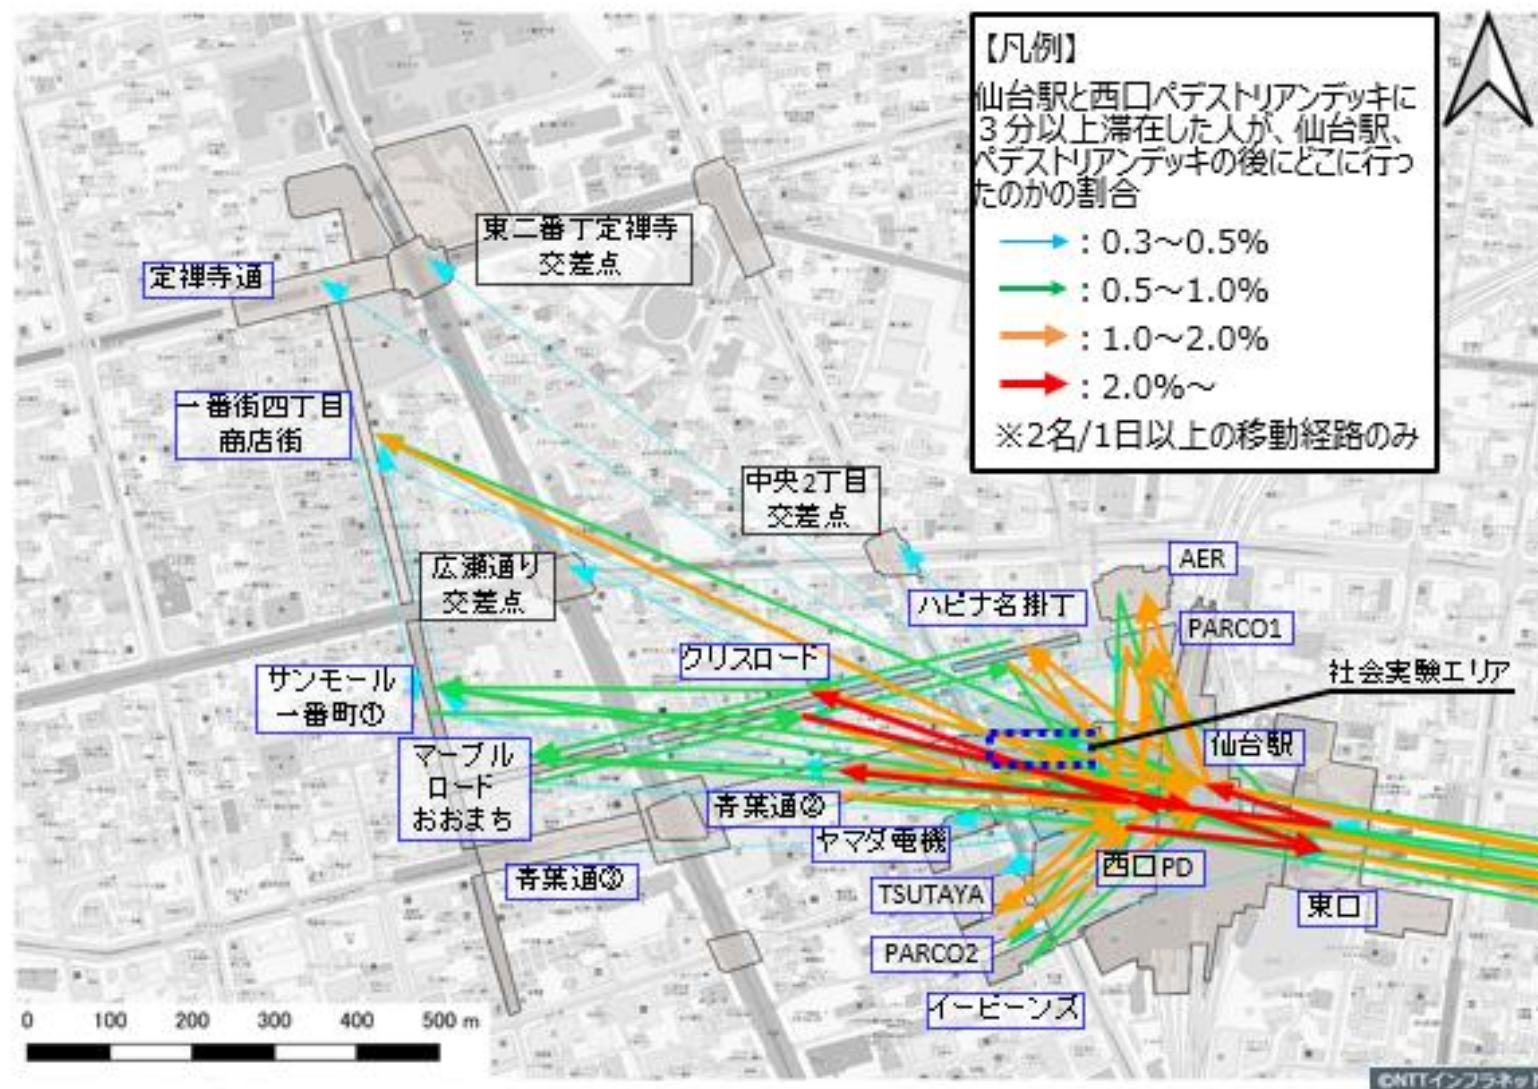 【凡例】
仙台駅と西口ペデストリアンデッキに
３分以上滞在した人が、仙台駅、
ペデストリアンデッキの後にどこに行っ
たのかの割合
：0.3～0.5%
：0.5～1.0%
：1.0～2.0%
：2.0%～
※2名/1日以上の移動経路のみ
東二番丁定禅寺
交差点
定禅寺通
一番街四丁目
商店街
中央2丁目
交差点
広瀬通り
交差点
AER
ハピナ名掛丁
PARCO1
クリスロード
社会実験エリア
サンモール
一番町①
仙台駅
マーブル
ロード
おおまち
青葉通②
ヤマダ電機
西口PD
青葉通③
TSUTAYA
東口
PARCO2
イービーンズ
0 100 200 300 400 500 m
©NTTインフラネット